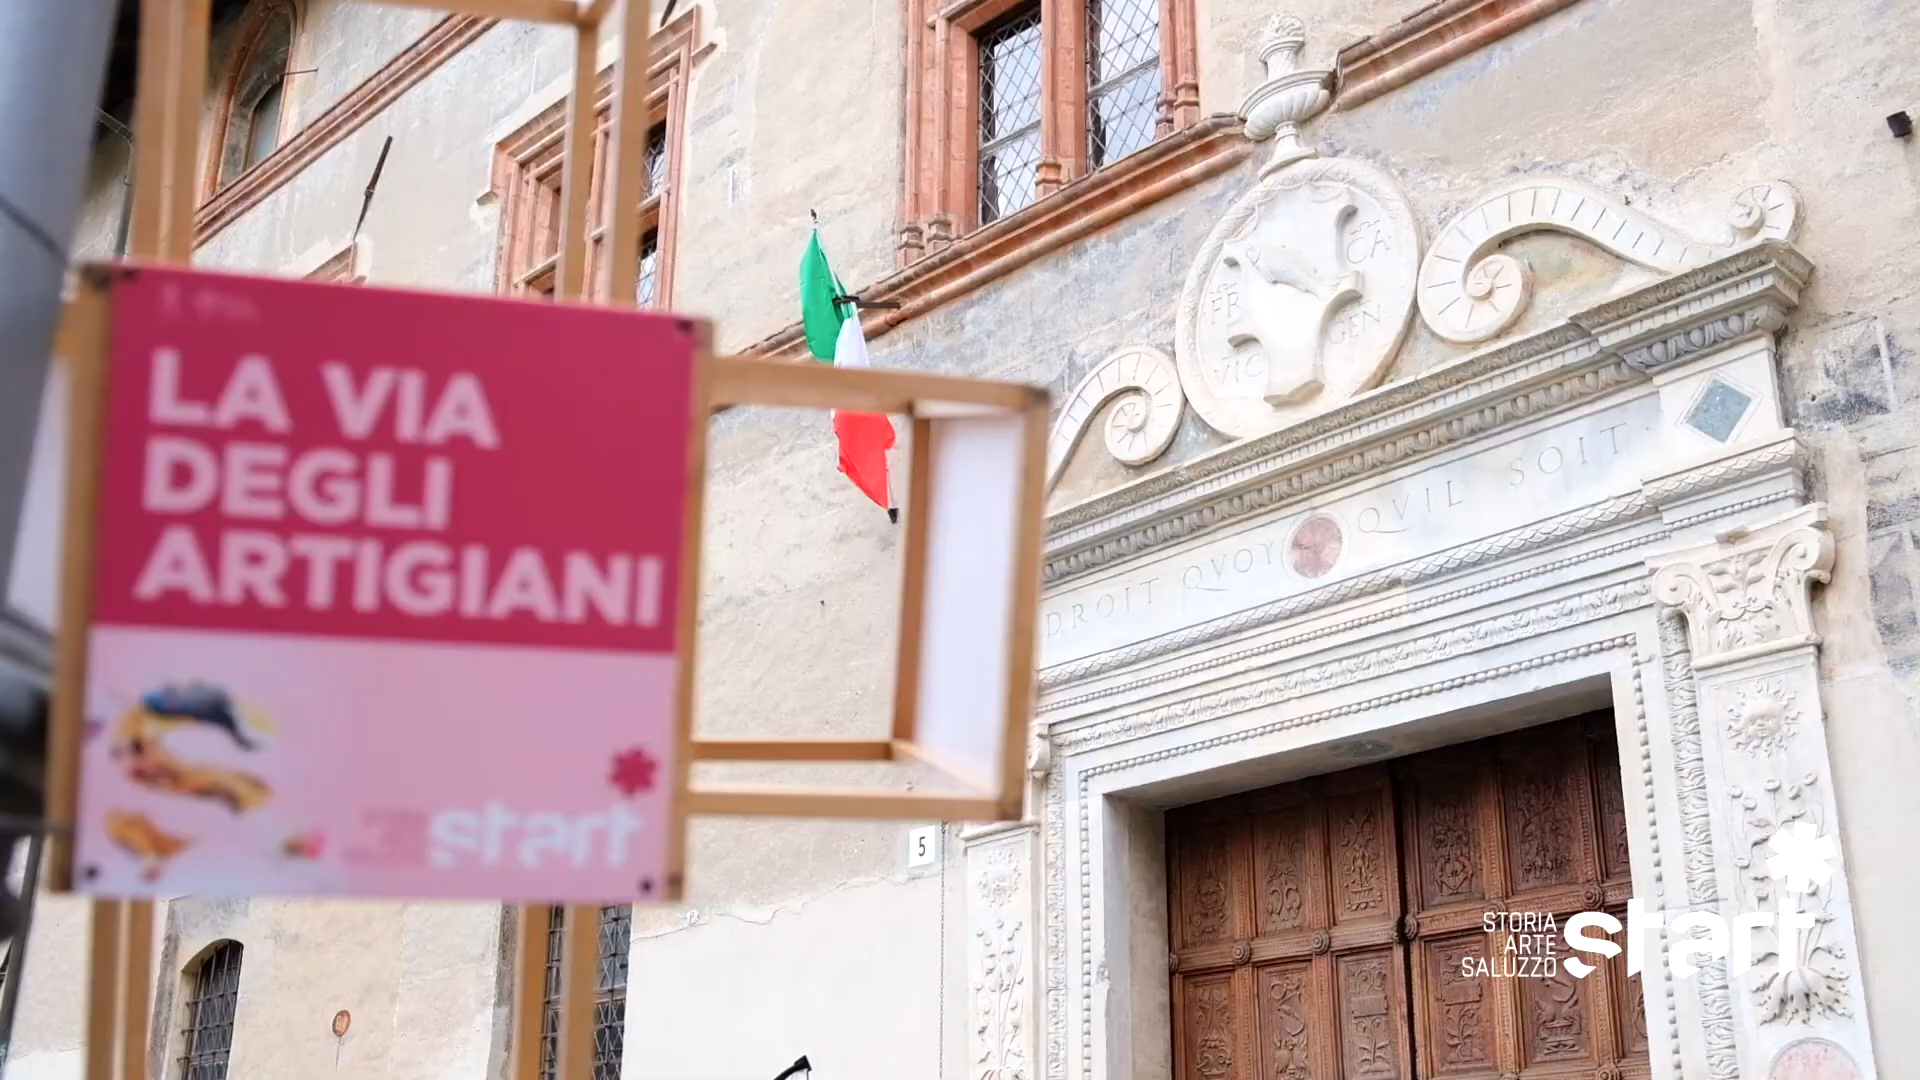 LA VIA
DEGLI
ARTIGIANI
start
FR
VIC
CA
GEN
DROIT QVOY QVIL SOIT
5
STORIA
ARTE
SALUZZO
start